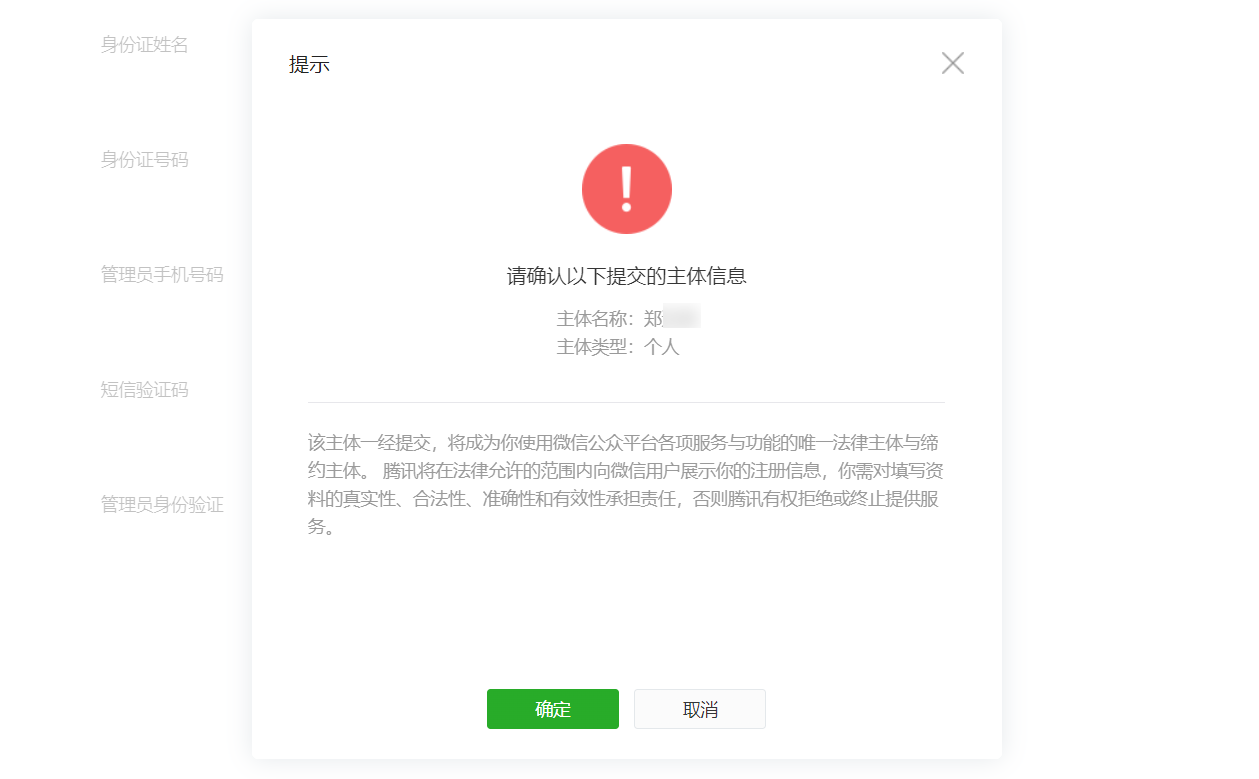 身份证姓名
身份证号码
管理员手机号码
短信验证码
管理员身份验证
提示
请确认以下提交的主体信息
主体名称：郑
主体类型：个人
该主体一经提交，将成为你使用微信公众平台各项服务与功能的唯一法律主体与缔
约主体。 腾讯将在法律允许的范围内向微信用户展示你的注册信息，你需对填写资
料的真实性、合法性、准确性和有效性承担责任，否则腾讯有权拒绝或终止提供服
务。
确定
取消